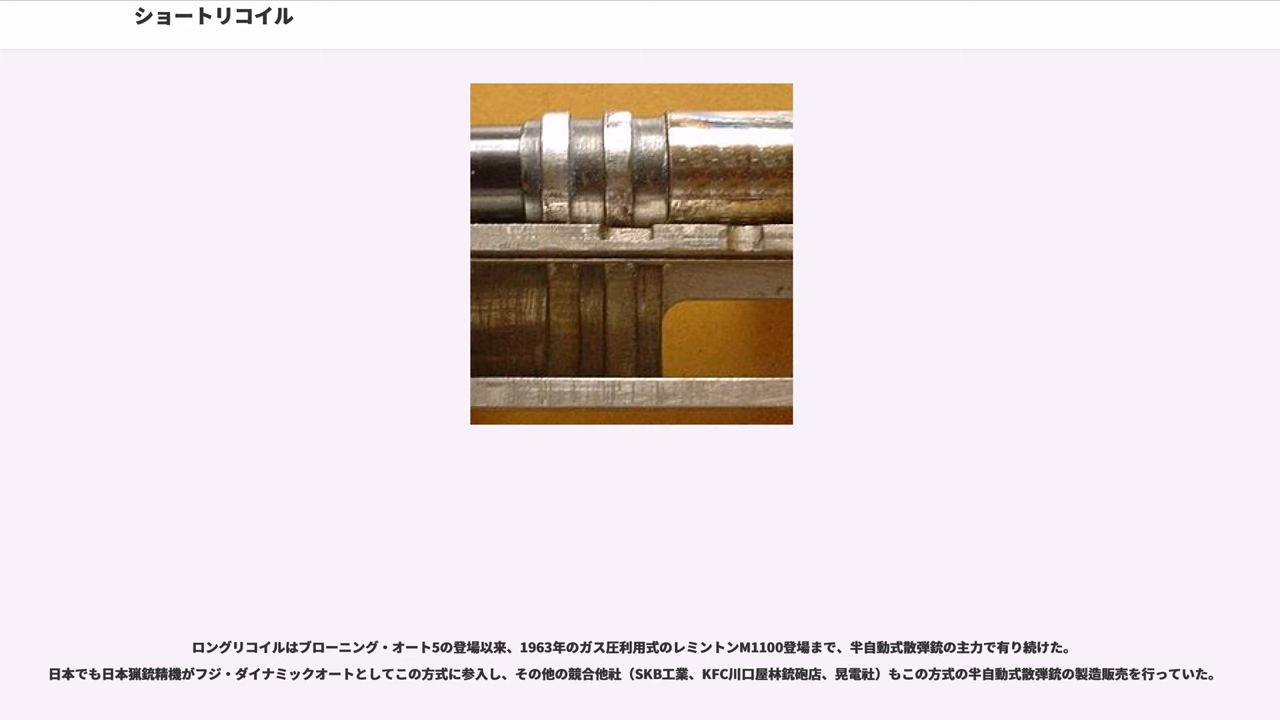 ショートリコイル
ロングリコイルはブローニング・オート5の登場以来、1963年のガス圧利用式のレミントンM1100登場まで、半自動式散弾銃の主力で有り続けた。
日本でも日本猟銃精機がフジ・ダイナミックオートとしてこの方式に参入し、その他の競合他社（SKB工業、KFC川口屋林銃砲店、晃電社）もこの方式の半自動式散弾銃の製造販売を行っていた。